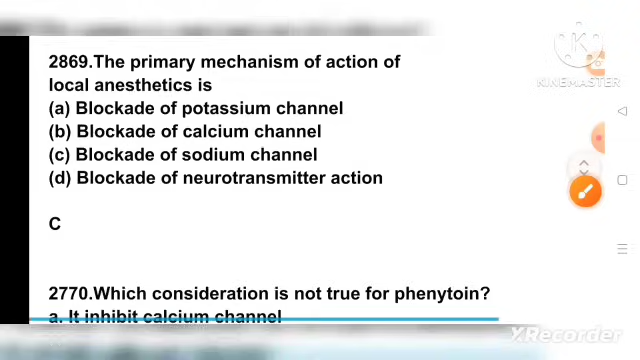 KINEMASTER
2869.The primary mechanism of action of
local anesthetics is
(a) Blockade of potassium channel
(b) Blockade of calcium channel
(c) Blockade of sodium channel
(d) Blockade of neurotransmitter action
C
2770.Which consideration is not true for phenytoin?
a. It inhibit calcium channel
XRecorder